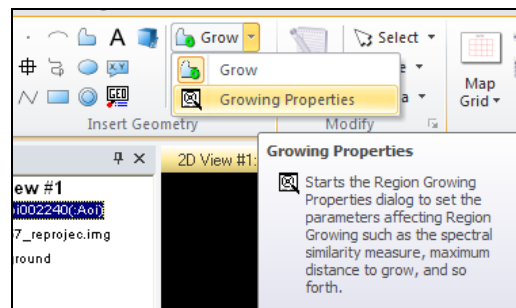 A Grow Select
Grow
GEO Growing Properties
Map
Grid
Insert Geometry Modify
2D View #1: Growing Properties
ew #1
002240(:Aoi)
7_reprojec.img
round
Starts the Region Growing
Properties dialog to set the
parameters affecting Region
Growing such as the spectral
similarity measure, maximum
distance to grow, and so
forth.